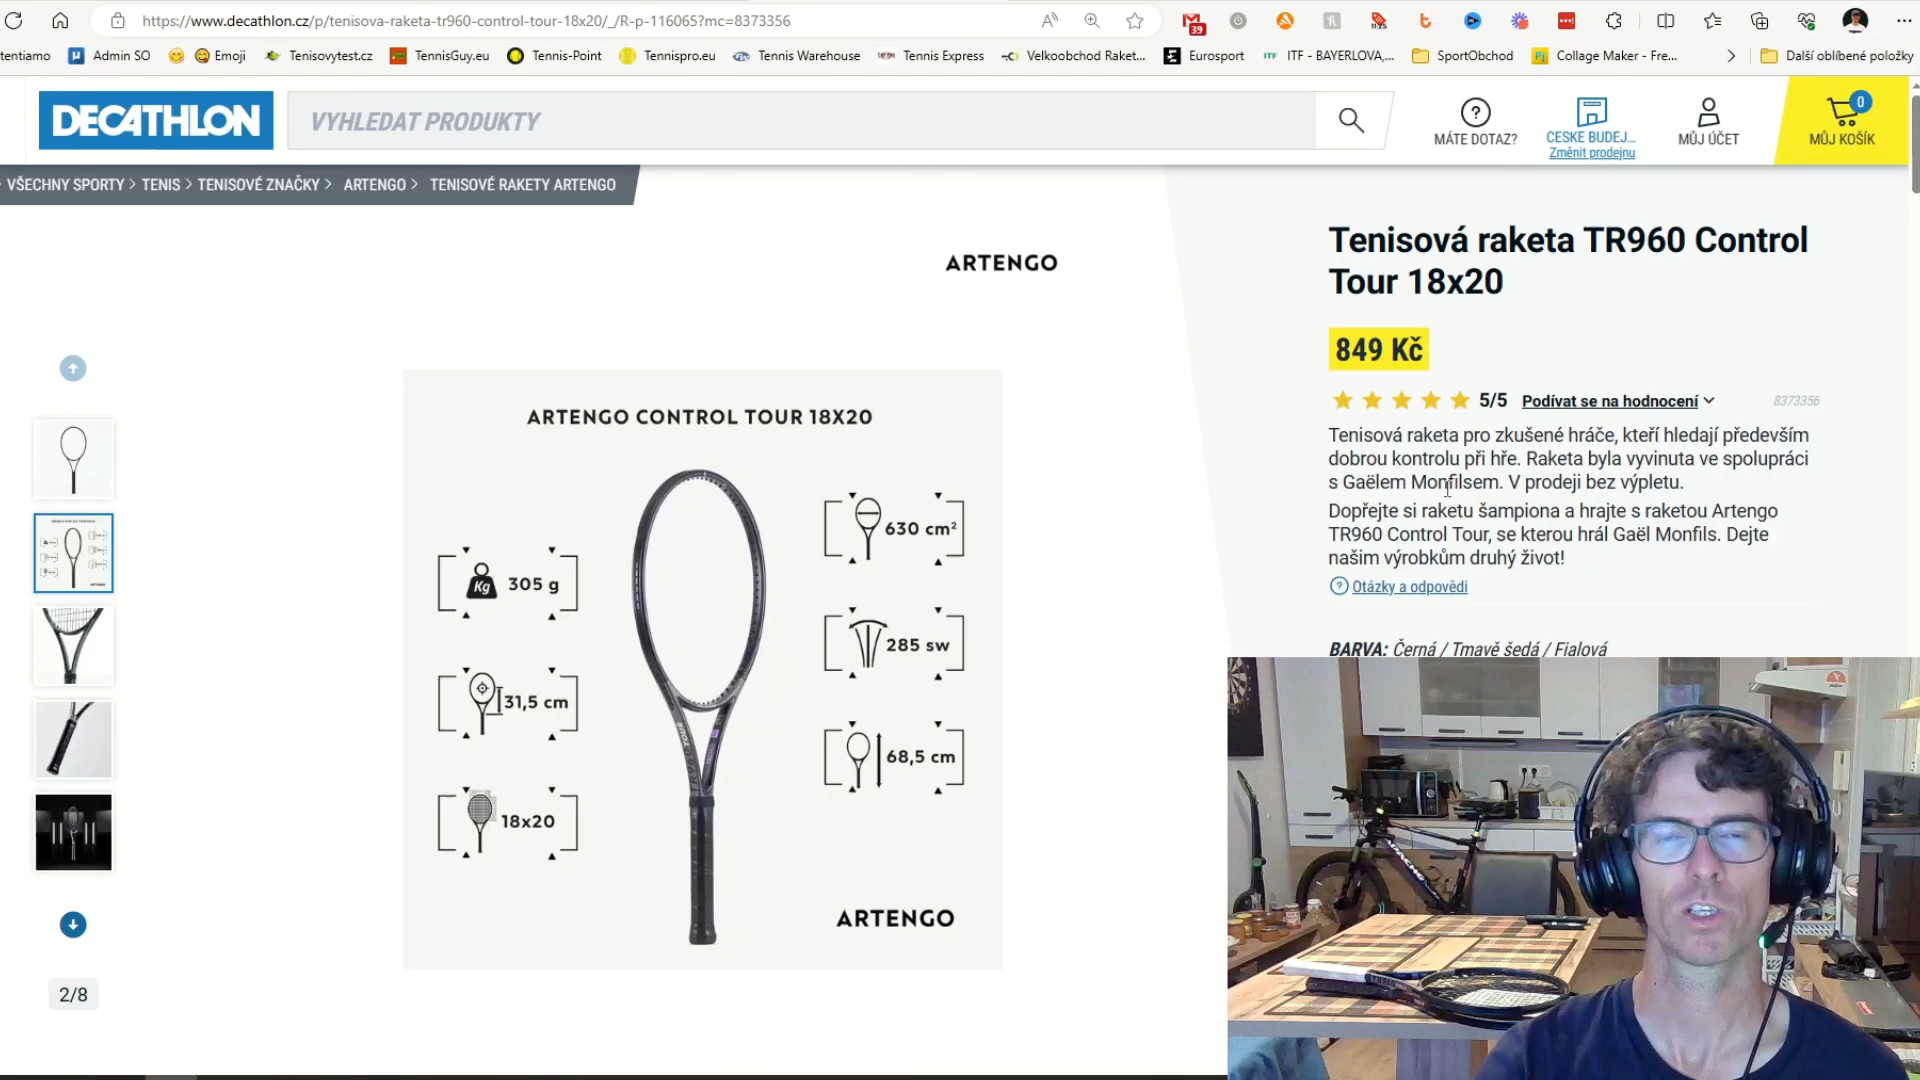 https://www.decathlon.cz/p/tenisova-raketa-tr960-control-tour-18x20/_/R-p-116065?mc=8373356
39
11:25
tentiamo
Admin SO
Emoji
Tenisovytest.cz
TennisGuy.eu
Tennis-Point
Tennispro.eu
Tennis Warehouse
Tennis Express
Velkoobchod Raket...
Eurosport
ITF - BAYERLOVA,...
SportObchod
Collage Maker - Fre...
Další oblíbené položky
DECATHLON
VYHLEDAT PRODUKTY
MÁTE DOTAZ?
CESKE BUDEJ...
Změnit prodejnu
MŮJ ÚČET
0
MŮJ KOŠÍK
VŠECHNY SPORTY > TENIS > TENISOVÉ ZNAČKY > ARTENGO > TENISOVÉ RAKETY ARTENGO
ARTENGO
Tenisová raketa TR960 Control
Tour 18x20
849 Kč
5/5 Podívat se na hodnocení
8373356
Tenisová raketa pro zkušené hráče, kteří hledají především
dobrou kontrolu při hře. Raketa byla vyvinuta ve spolupráci
s Gaëlem Monfilsem. V prodeji bez výpletu.
Dopřejte si raketu šampiona a hrajte s raketou Artengo
TR960 Control Tour, se kterou hrál Gaël Monfils. Dejte
našim výrobkům druhý život!
Otázky a odpovědi
BARVA: Černá / Tmavě šedá / Fialová
ARTENGO CONTROL TOUR 18X20
Kg
305 g
31,5 cm
18x20
630 cm²
285 sw
68,5 cm
TOUR
ARTENGO
2/8
APACHE